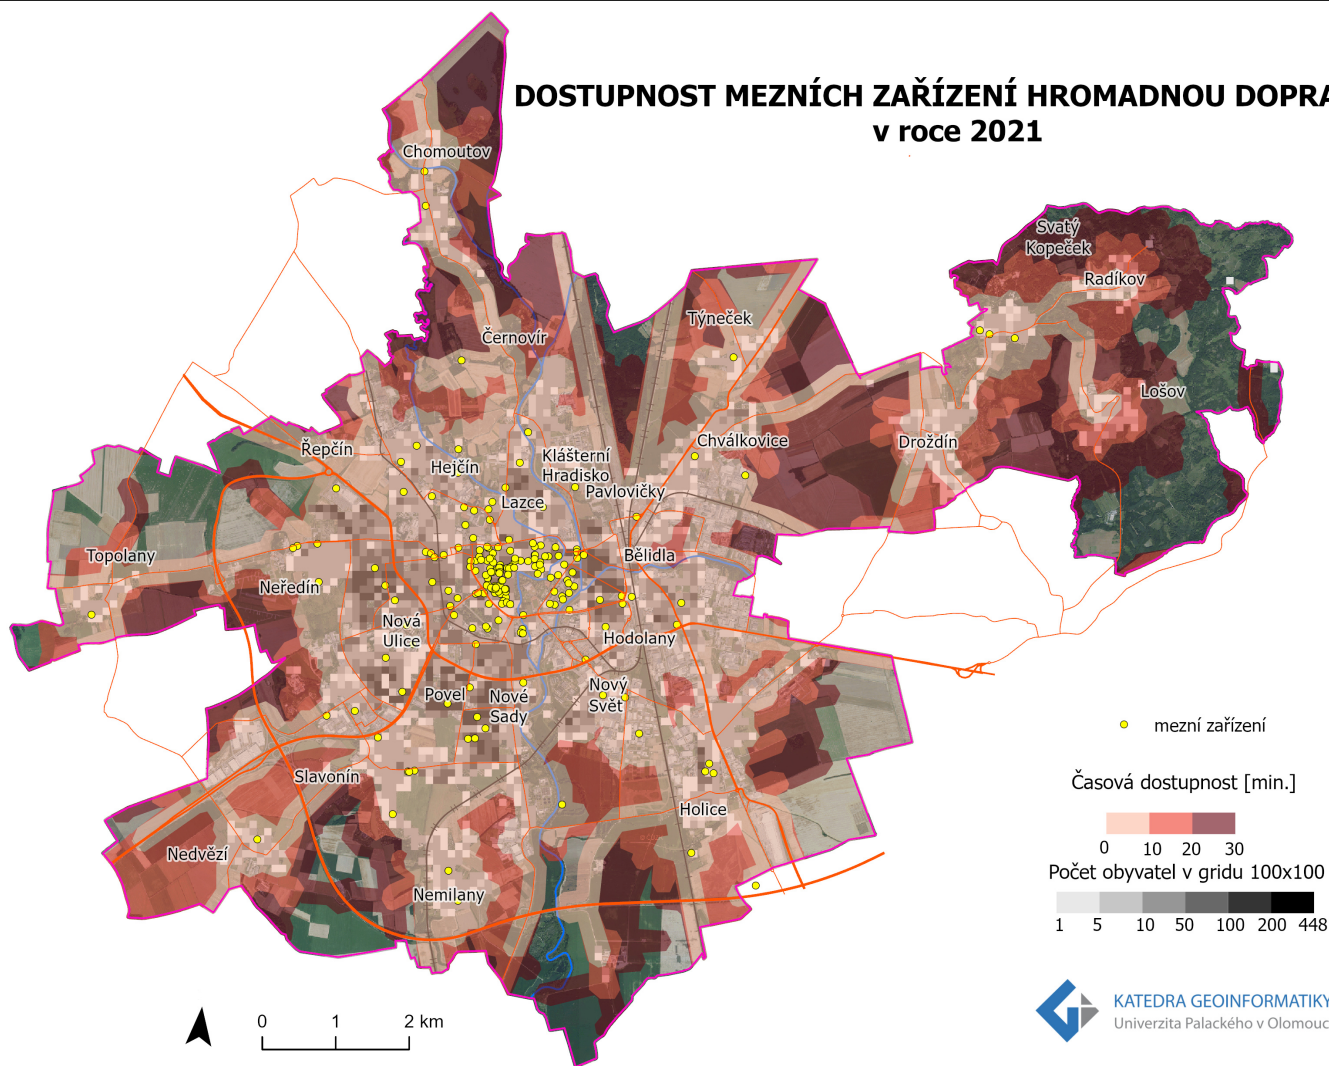 DOSTUPNOST MEZNÍCH ZAŘÍZENÍ HROMADNOU DOPRA
v roce 2021
Chomoutov
Svatý
Kopeček
Radíkov
Týneček
Černovír
Lošov
Řepčín
Hejčín
Klášterní
Hradisko
Chválkovice
Droždín
Pavlovičky
Lazce
Topolany
Bělidla
Neředín
Nová
Ulice
Hodolany
Povel
Nové
Sady
Nový
Svět
Slavonín
Holice
Nedvězí
Nemilany
mezní zařízení
Časová dostupnost [min.]
0 10 20 30
Počet obyvatel v gridu 100x100
1 5 10 50 100 200 448
0 1 2 km
KATEDRA GEOINFORMATIKY
Univerzita Palackého v Olomouc